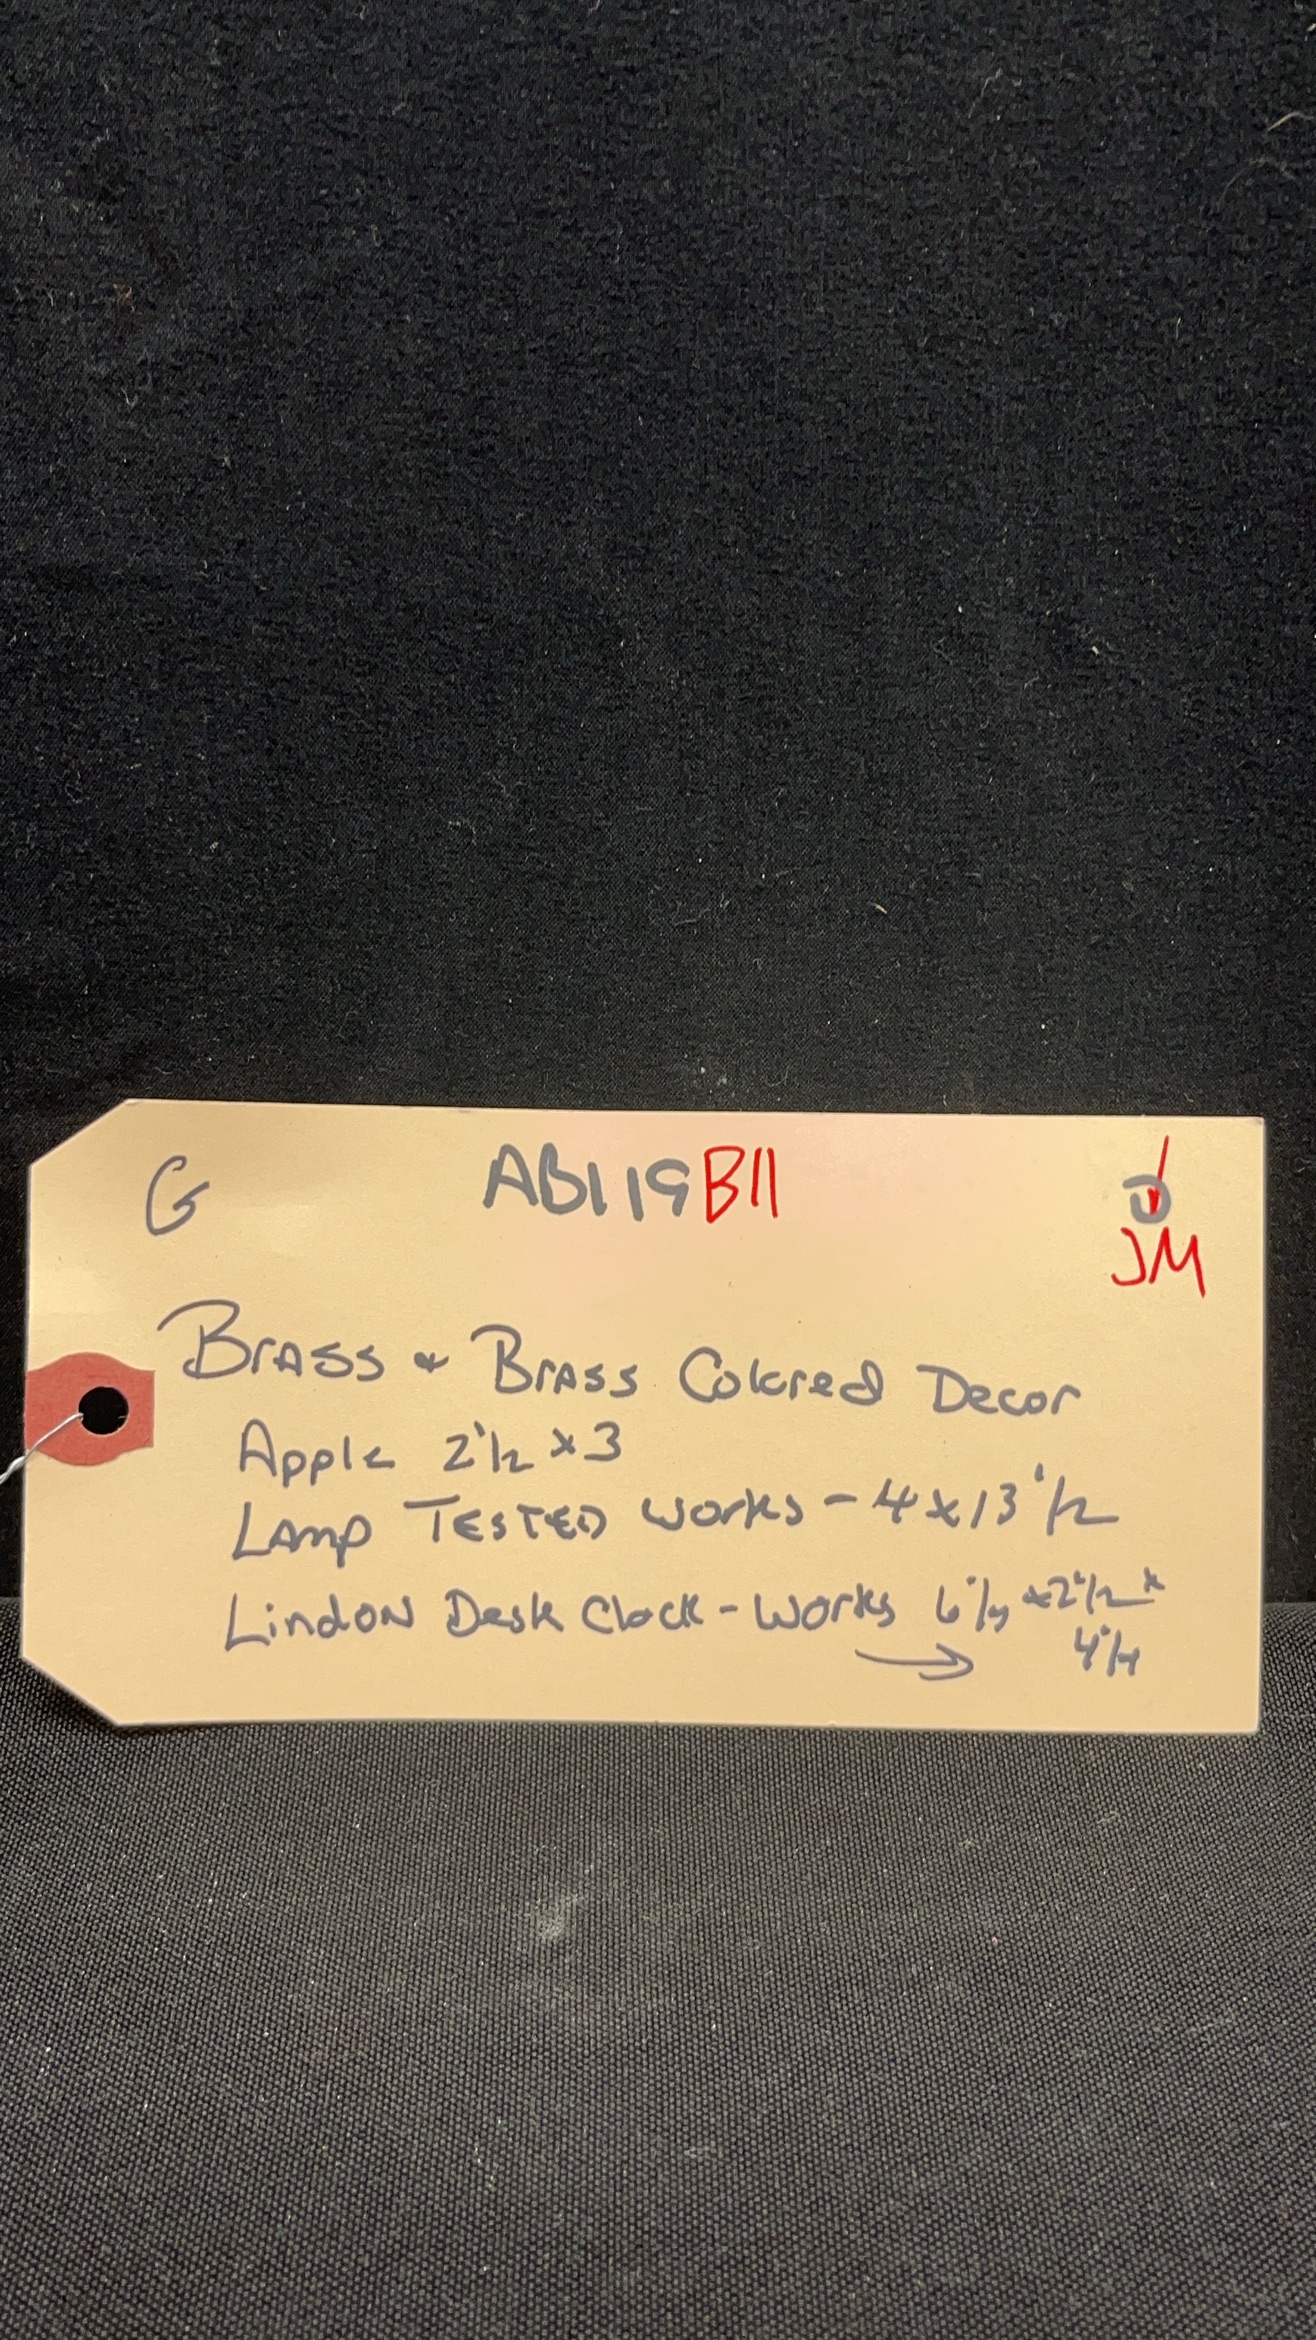 G AB119B11 D
JM
Brass & Brass Colored Decor
Apple 2 1/2 x 3
Lamp TESTED works - 4 x 13 1/2
Lindon Desk Clock - Works 6 1/4 x 2 1/2 x
→ 4 1/4